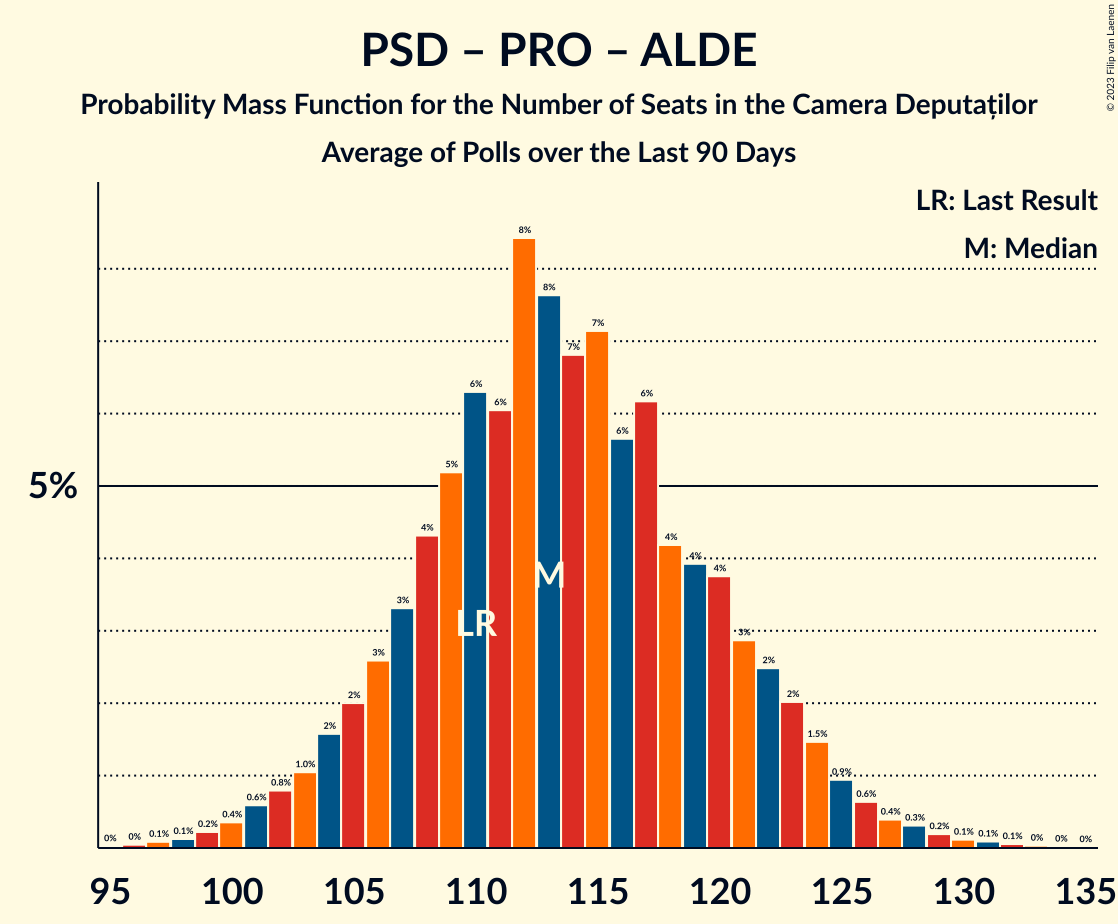 PSD – PRO – ALDE
Probability Mass Function for the Number of Seats in the Camera Deputaților
Average of Polls over the Last 90 Days
© 2023 Filip van Laenen
LR: Last Result
M: Median
5%
0% 0% 0.1% 0.1% 0.2% 0.4% 0.6% 0.8% 1.0% 2% 2% 3% 3% 4% 5% 6% 6% 8% 8% 7% 7% 6% 6% 4% 4% 4% 3% 2% 2% 1.5% 0.9% 0.6% 0.4% 0.3% 0.2% 0.1% 0.1% 0.1% 0% 0% 0%
M
LR
95 100 105 110 115 120 125 130 135